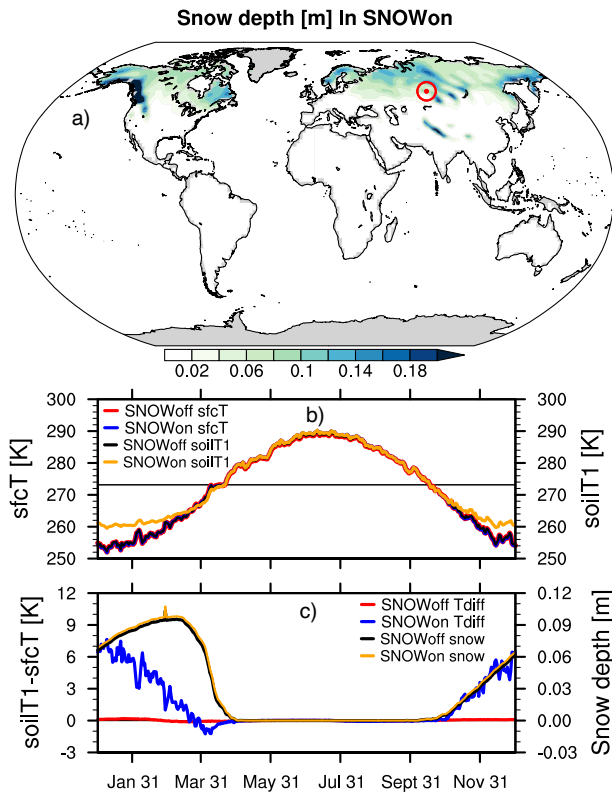 Snow depth [m] In SNOWon
a)
0.02 0.06 0.1 0.14 0.18
b)
SNOWoff sfcT
SNOWon sfcT
SNOWoff soilT1
SNOWon soilT1
sfcT [K]
300
290
280
270
260
250
soilT1 [K]
300
290
280
270
260
250
c)
SNOWoff Tdiff
SNOWon Tdiff
SNOWoff snow
SNOWon snow
soilT1-sfcT [K]
12
9
6
3
0
-3
Snow depth [m]
0.12
0.09
0.06
0.03
0.00
-0.03
Jan 31 Mar 31 May 31 Jul 31 Sept 31 Nov 31